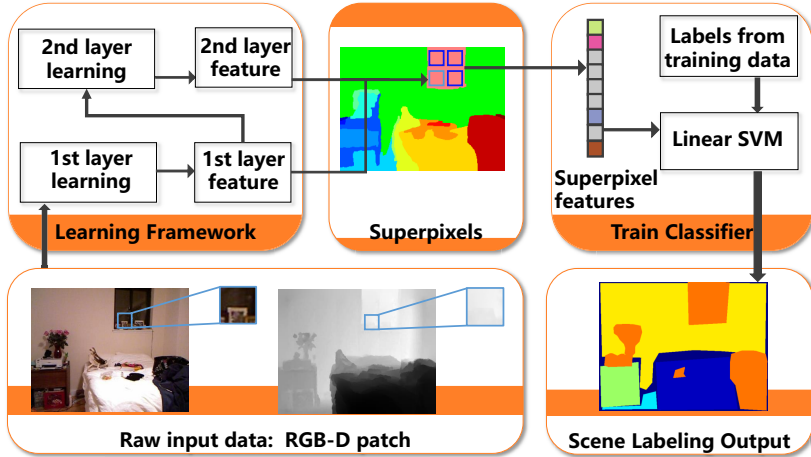 2nd layer
learning
2nd layer
feature
1st layer
learning
1st layer
feature
Learning Framework
Superpixels
Labels from
training data
Linear SVM
Superpixel
features
Train Classifier
Raw input data: RGB-D patch
Scene Labeling Output